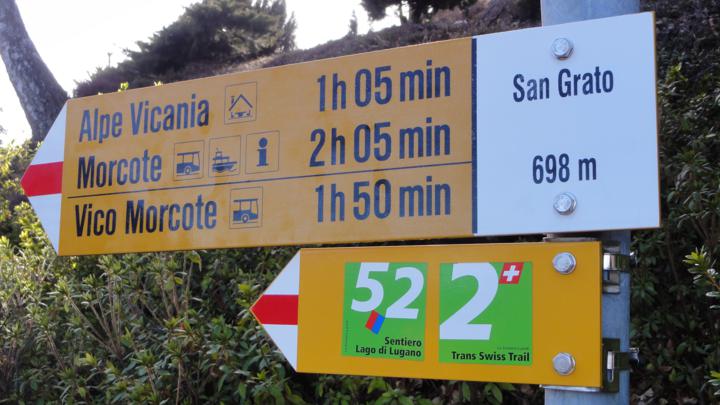 Alpe Vicania 1h 05 min
Morcote 2h 05 min
Vico Morcote 1h 50 min
San Grato
698 m
52
Sentiero
Lago di Lugano
2
Trans Swiss Trail